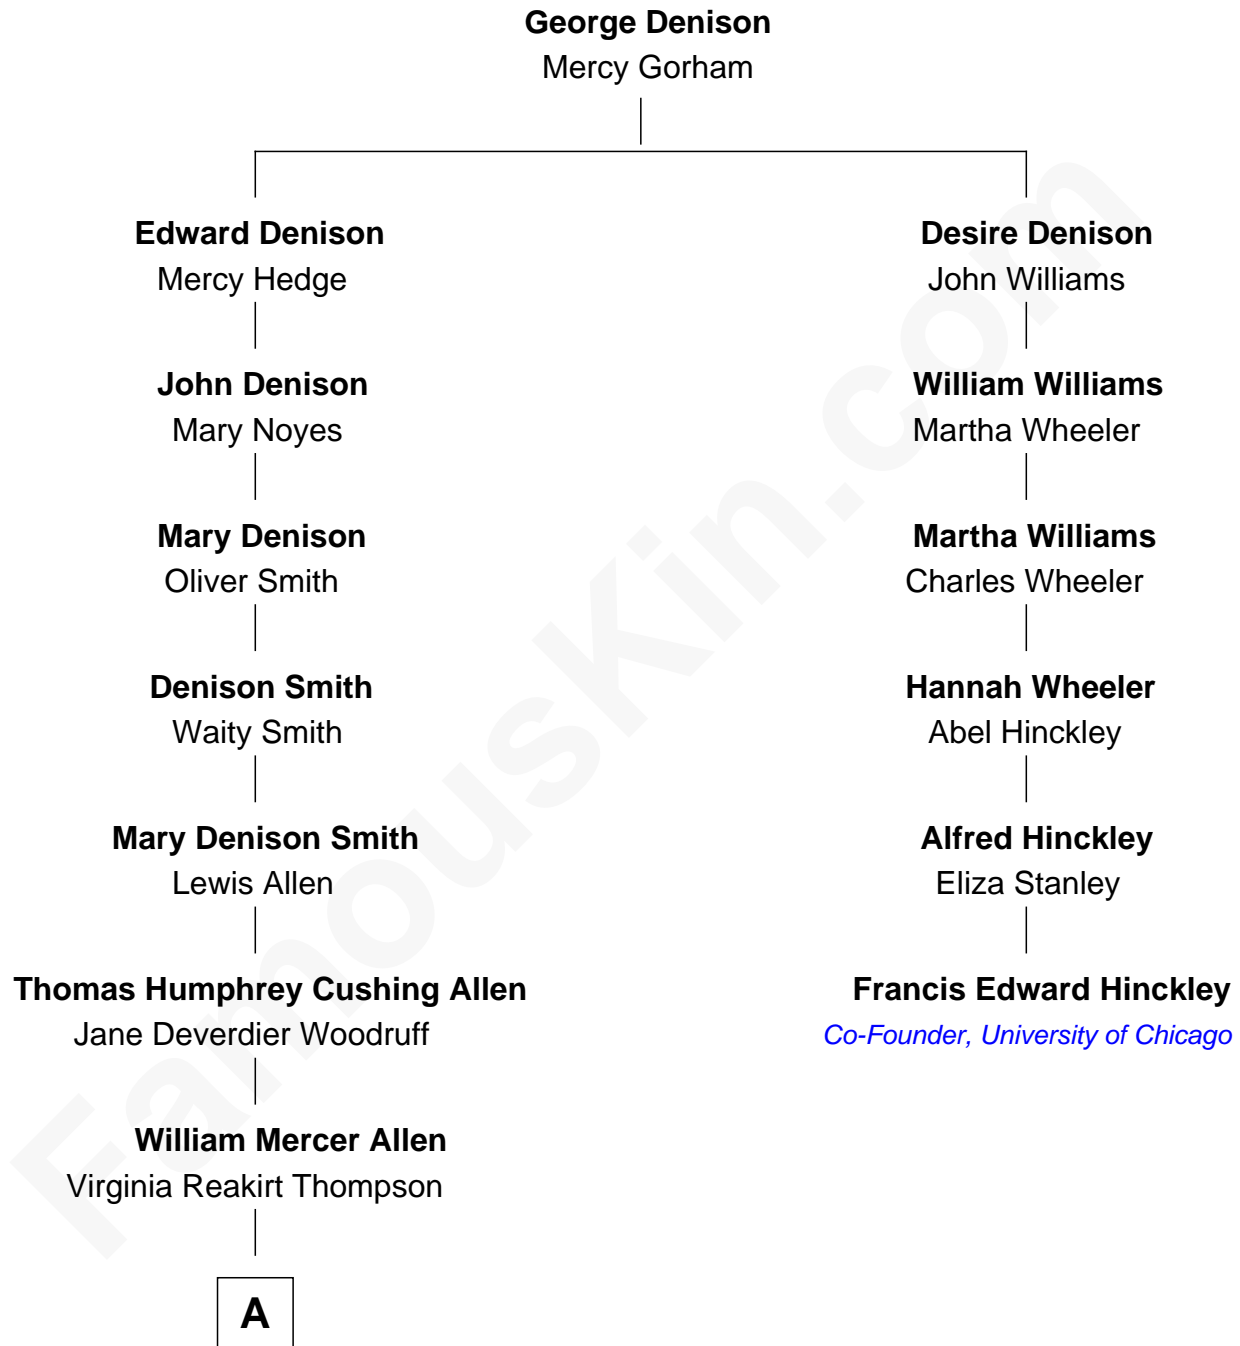 George Denison
Mercy Gorham
Edward Denison
Mercy Hedge
John Denison
Mary Noyes
Mary Denison
Oliver Smith
Denison Smith
Waity Smith
Mary Denison Smith
Lewis Allen
Thomas Humphrey Cushing Allen
Jane Deverdier Woodruff
William Mercer Allen
Virginia Reakirt Thompson
A
Desire Denison
John Williams
William Williams
Martha Wheeler
Martha Williams
Charles Wheeler
Hannah Wheeler
Abel Hinckley
Alfred Hinckley
Eliza Stanley
Francis Edward Hinckley
Co-Founder, University of Chicago
FamousKin.com